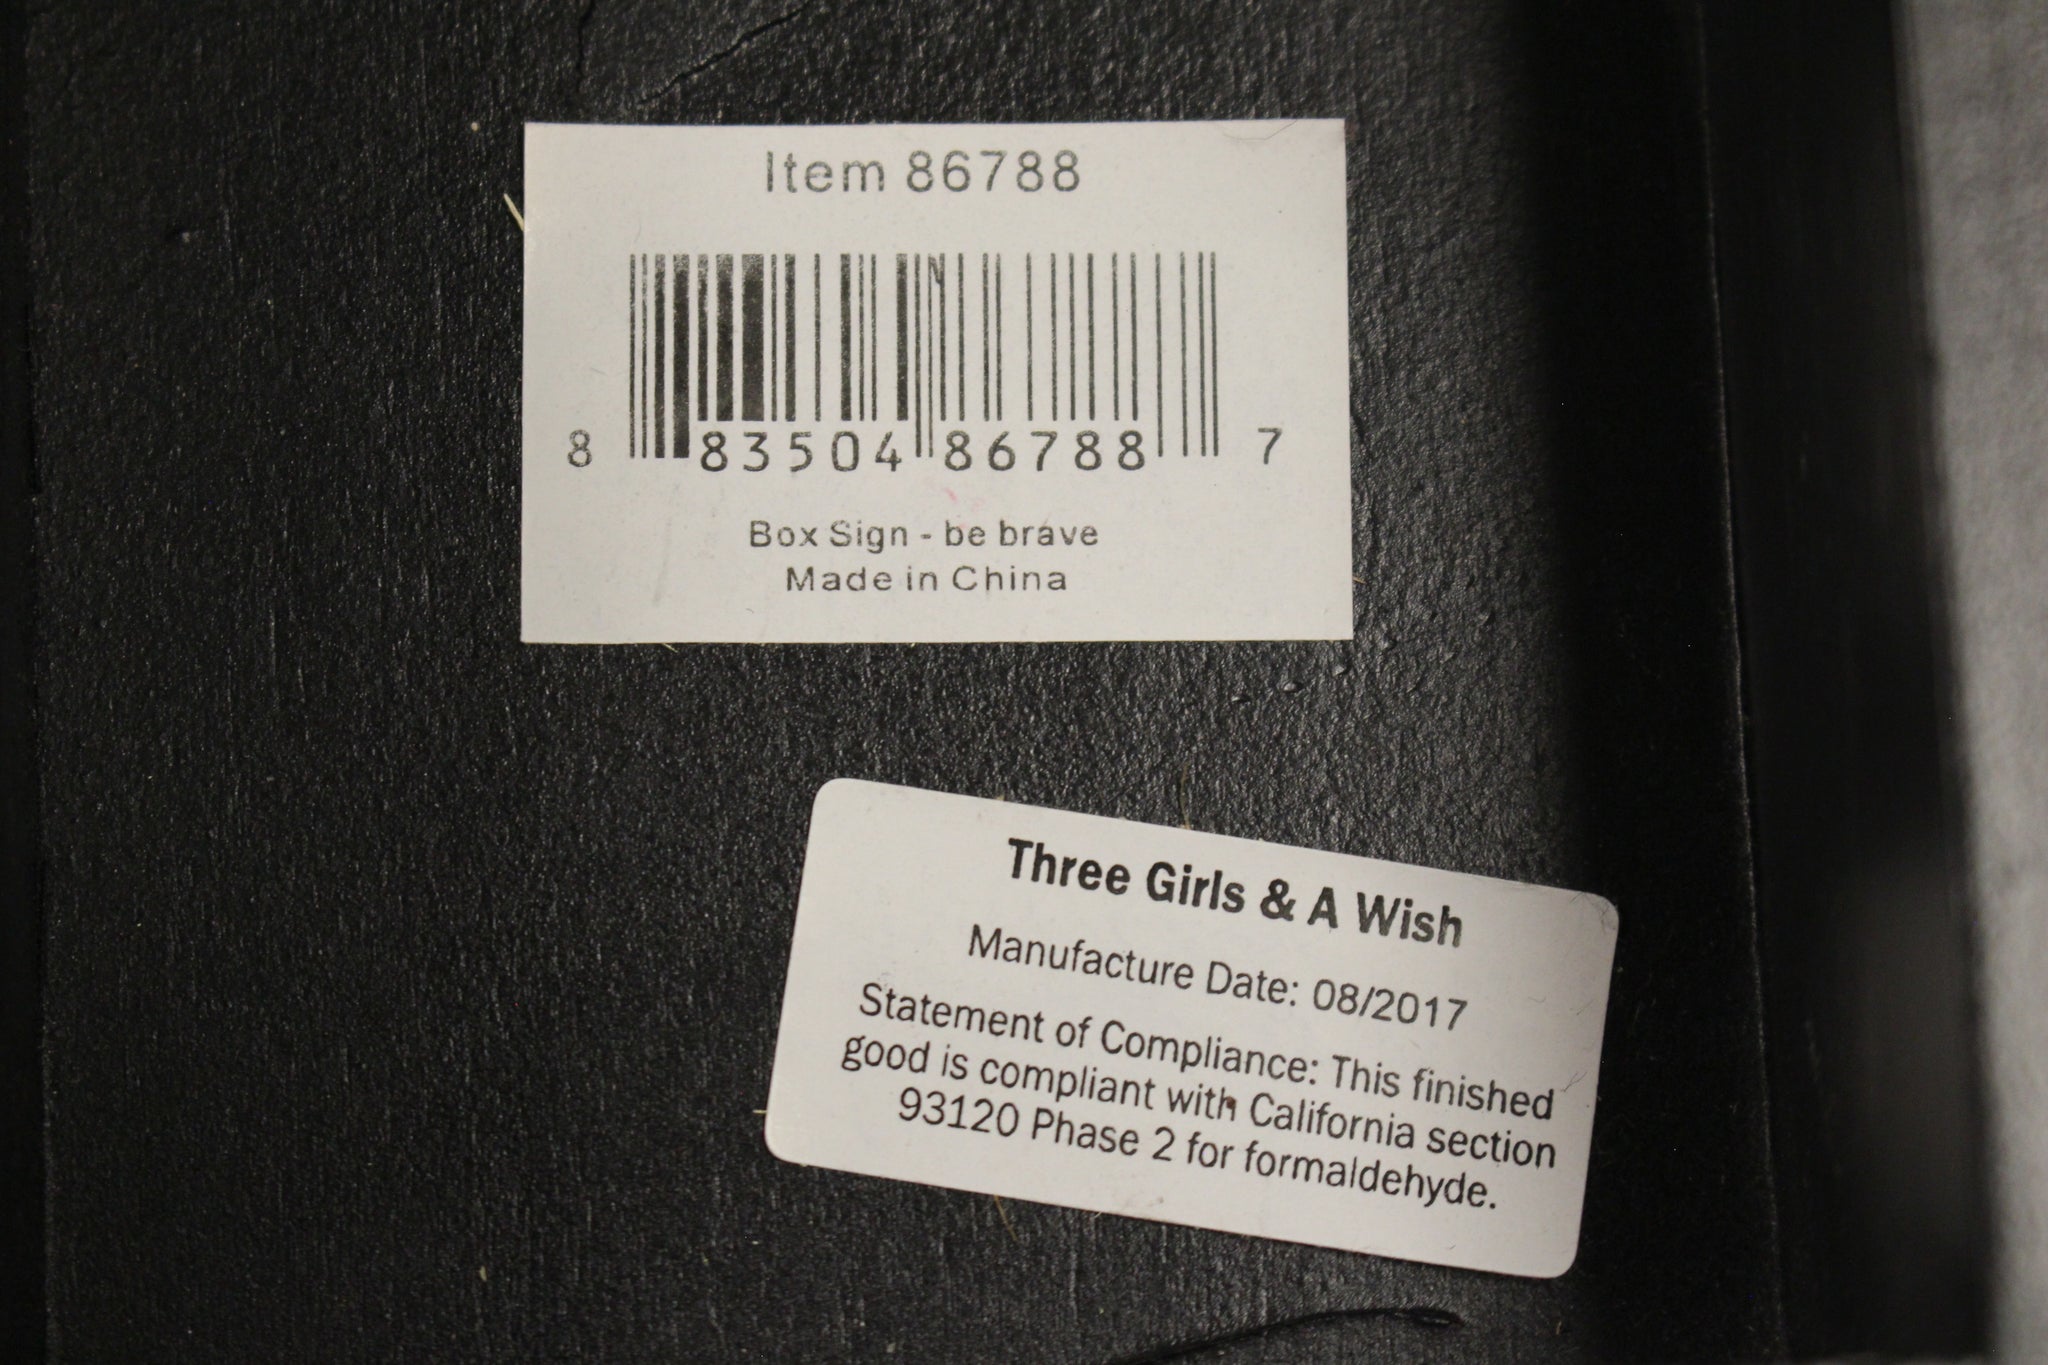 Item 86788
8 83504 86788 7
Box Sign - be brave
Made in China
Three Girls & A Wish
Manufacture Date: 08/2017
Statement of Compliance: This finished
good is compliant with California section
93120 Phase 2 for formaldehyde.